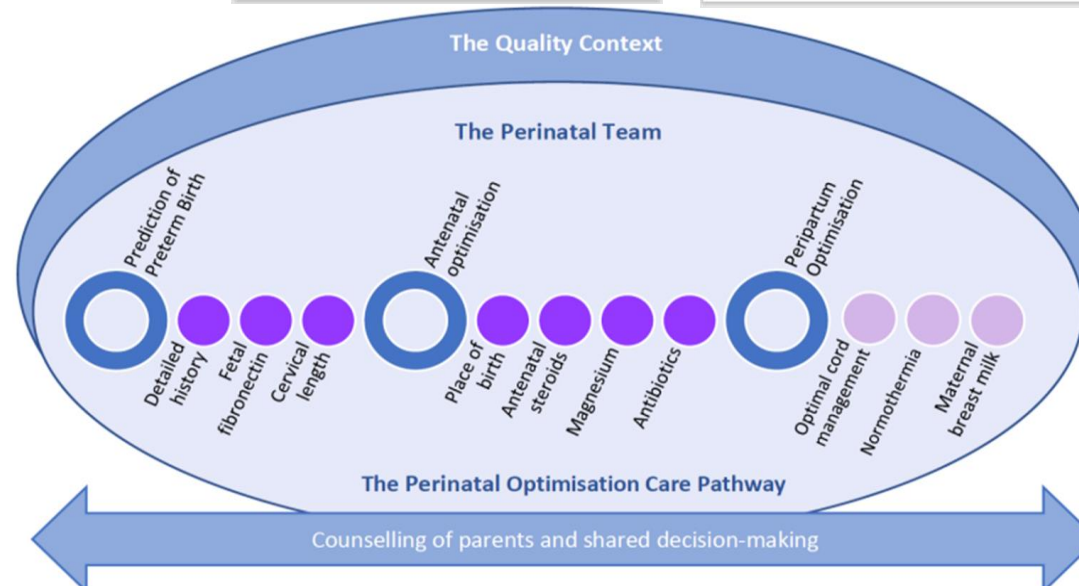 The Quality Context
The Perinatal Team
Prediction of
Preterm Birth
Detailed
history
Fetal
fibronectin
Cervical
length
Antenatal
optimisation
Place of
birth
Antenatal
steroids
Magnesium
Antibiotics
Peripartum
Optimisation
Optimal cord
management
Normothermia
Maternal
breast milk
The Perinatal Optimisation Care Pathway
Counselling of parents and shared decision-making